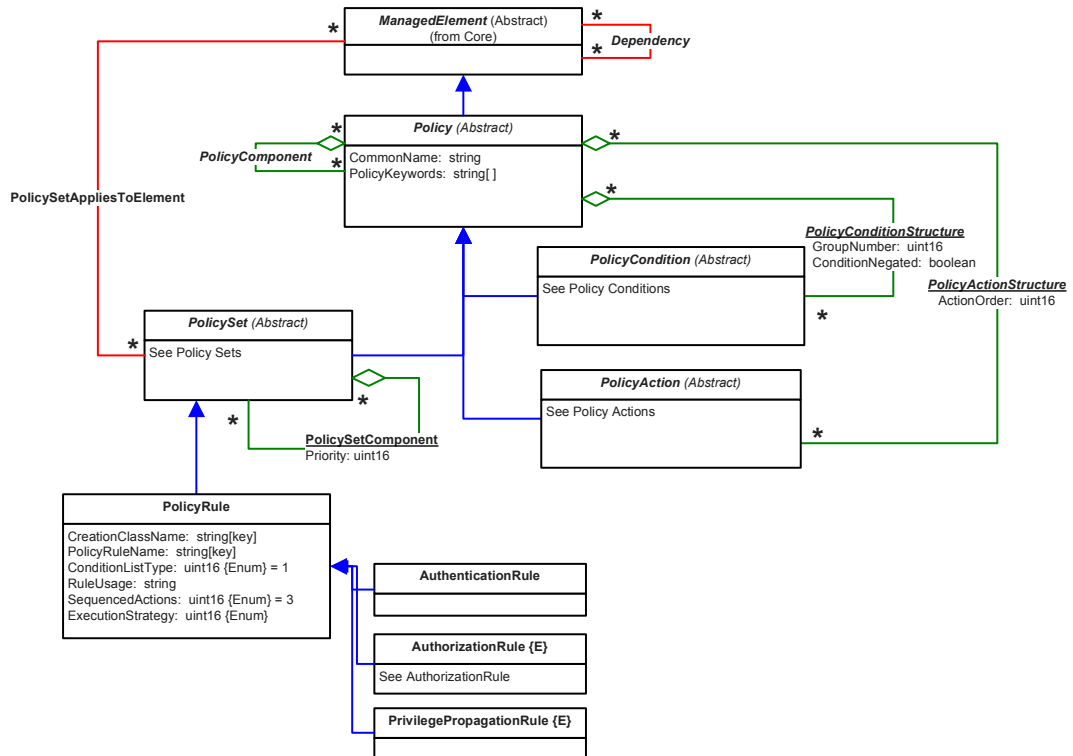 ManagedElement (Abstract)
(from Core)
*
*
*
Dependency
Policy (Abstract)
CommonName: string
PolicyKeywords: string[ ]
*
*
PolicyComponent
*
*
PolicySetAppliesToElement
PolicyConditionStructure
GroupNumber: uint16
ConditionNegated: boolean
PolicyActionStructure
ActionOrder: uint16
PolicyCondition (Abstract)
See Policy Conditions
*
PolicySet (Abstract)
See Policy Sets
*
*
*
PolicySetComponent
Priority: uint16
PolicyAction (Abstract)
See Policy Actions
*
PolicyRule
CreationClassName: string[key]
PolicyRuleName: string[key]
ConditionListType: uint16 {Enum} = 1
RuleUsage: string
SequencedActions: uint16 {Enum} = 3
ExecutionStrategy: uint16 {Enum}
AuthenticationRule
AuthorizationRule {E}
See AuthorizationRule
PrivilegePropagationRule {E}